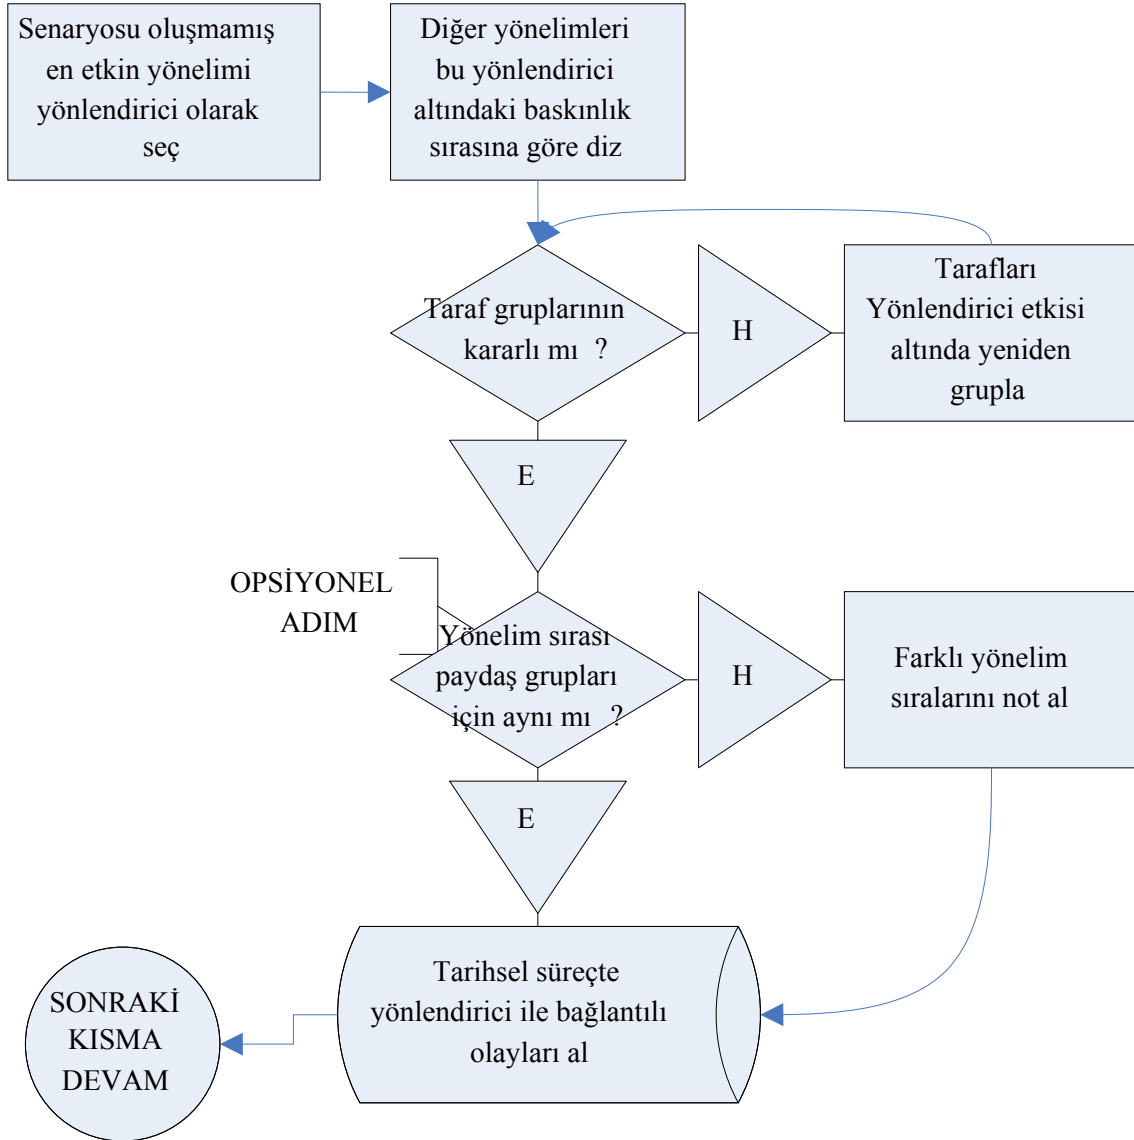 Senaryosu oluşmamış
en etkin yönelimi
yönlendirici olarak
seç
Diğer yönelimleri
bu yönlendirici
altındaki baskınlık
sırasına göre diz
Taraf gruplarının
kararlı mı ?
H
Tarafları
Yönlendirici etkisi
altında yeniden
grupla
E
OPSİYONEL
ADIM
Yönelim sırası
paydaş grupları
için aynı mı ?
H
Farklı yönelim
sıralarını not al
E
Tarihsel süreçte
yönlendirici ile bağlantılı
olayları al
SONRAKİ
KISMA
DEVAM